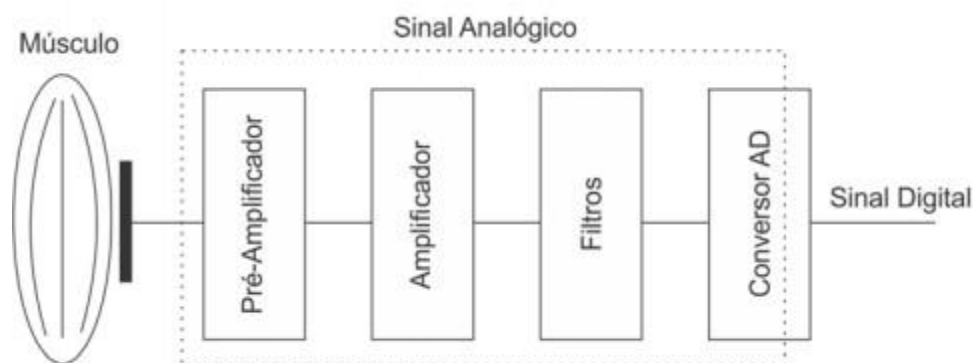 Sinal Analógico
Músculo
Pré-Amplificador
Amplificador
Filtros
Conversor AD
Sinal Digital